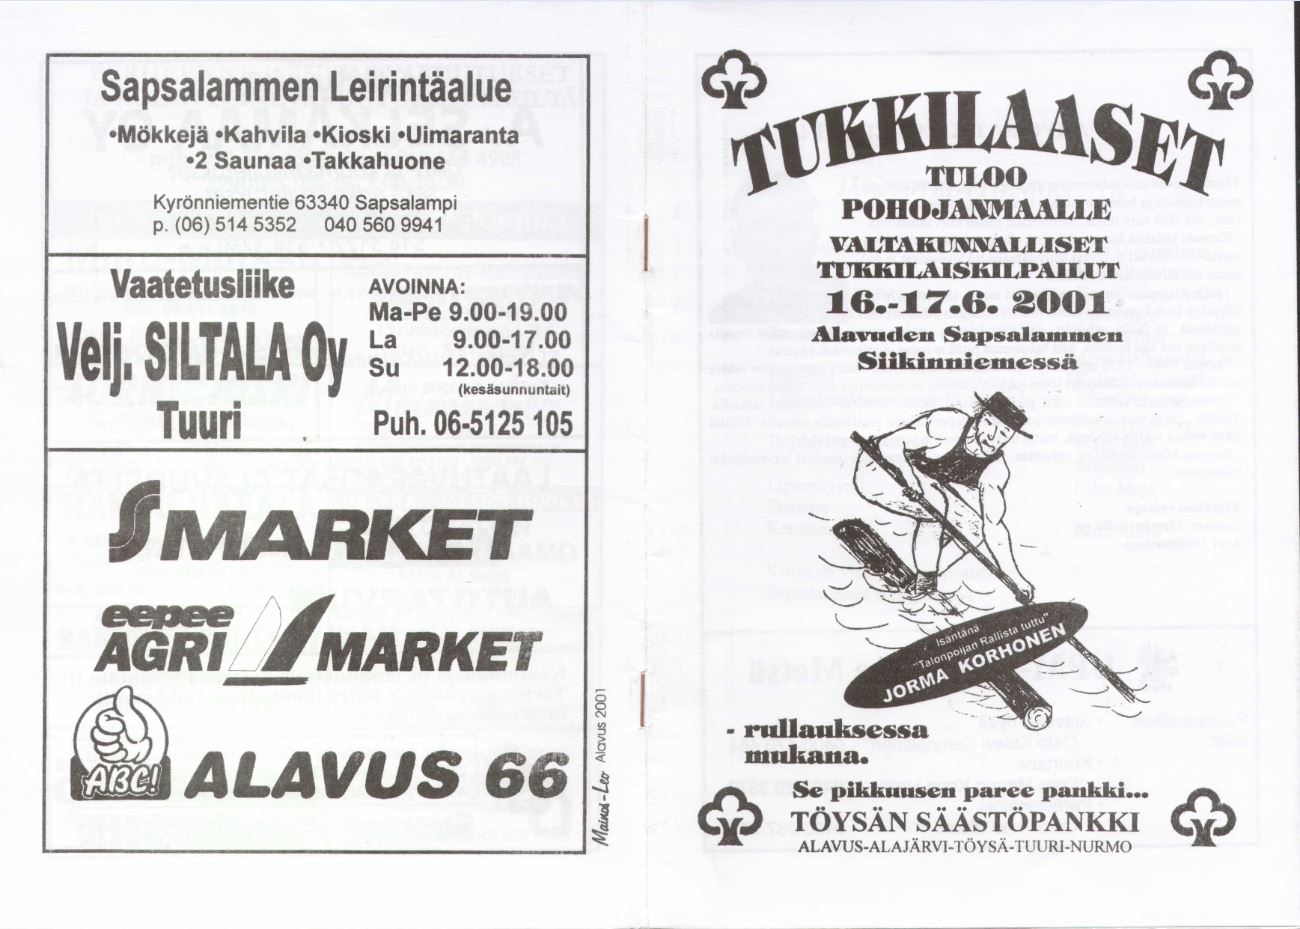 Sapsalammen Leirintäalue
•Mökkejä •Kahvila •Kioski •Uimaranta
•2 Saunaa •Takkahuone
Kyrönniementie 63340 Sapsalampi
p. (06) 514 5352 040 560 9941
Vaatetusliike
Velj. SILTALA Oy
Tuuri
AVOINNA:
Ma-Pe 9.00-19.00
La 9.00-17.00
Su 12.00-18.00
(kesäsunnuntait)
Puh. 06-5125 105
S MARKET
eepee
AGRI MARKET
ABC! ALAVUS 66
Mainos-Leo Alavus 2001
TUKKILAASET
TULOO
POHOJANMAALLE
VALTAKUNNALLISET
TUKKILAISKILPAILUT
16.-17.6. 2001
Alavuden Sapsalammen
Siikinniemessä
Isäntänä
"Talonpoijan Rallista tuttu"
JORMA KORHONEN
- rullauksessa
mukana.
Se pikkuusen paree pankki...
TÖYSÄN SÄÄSTÖPANKKI
ALAVUS-ALAJÄRVI-TÖYSÄ-TUURI-NURMO